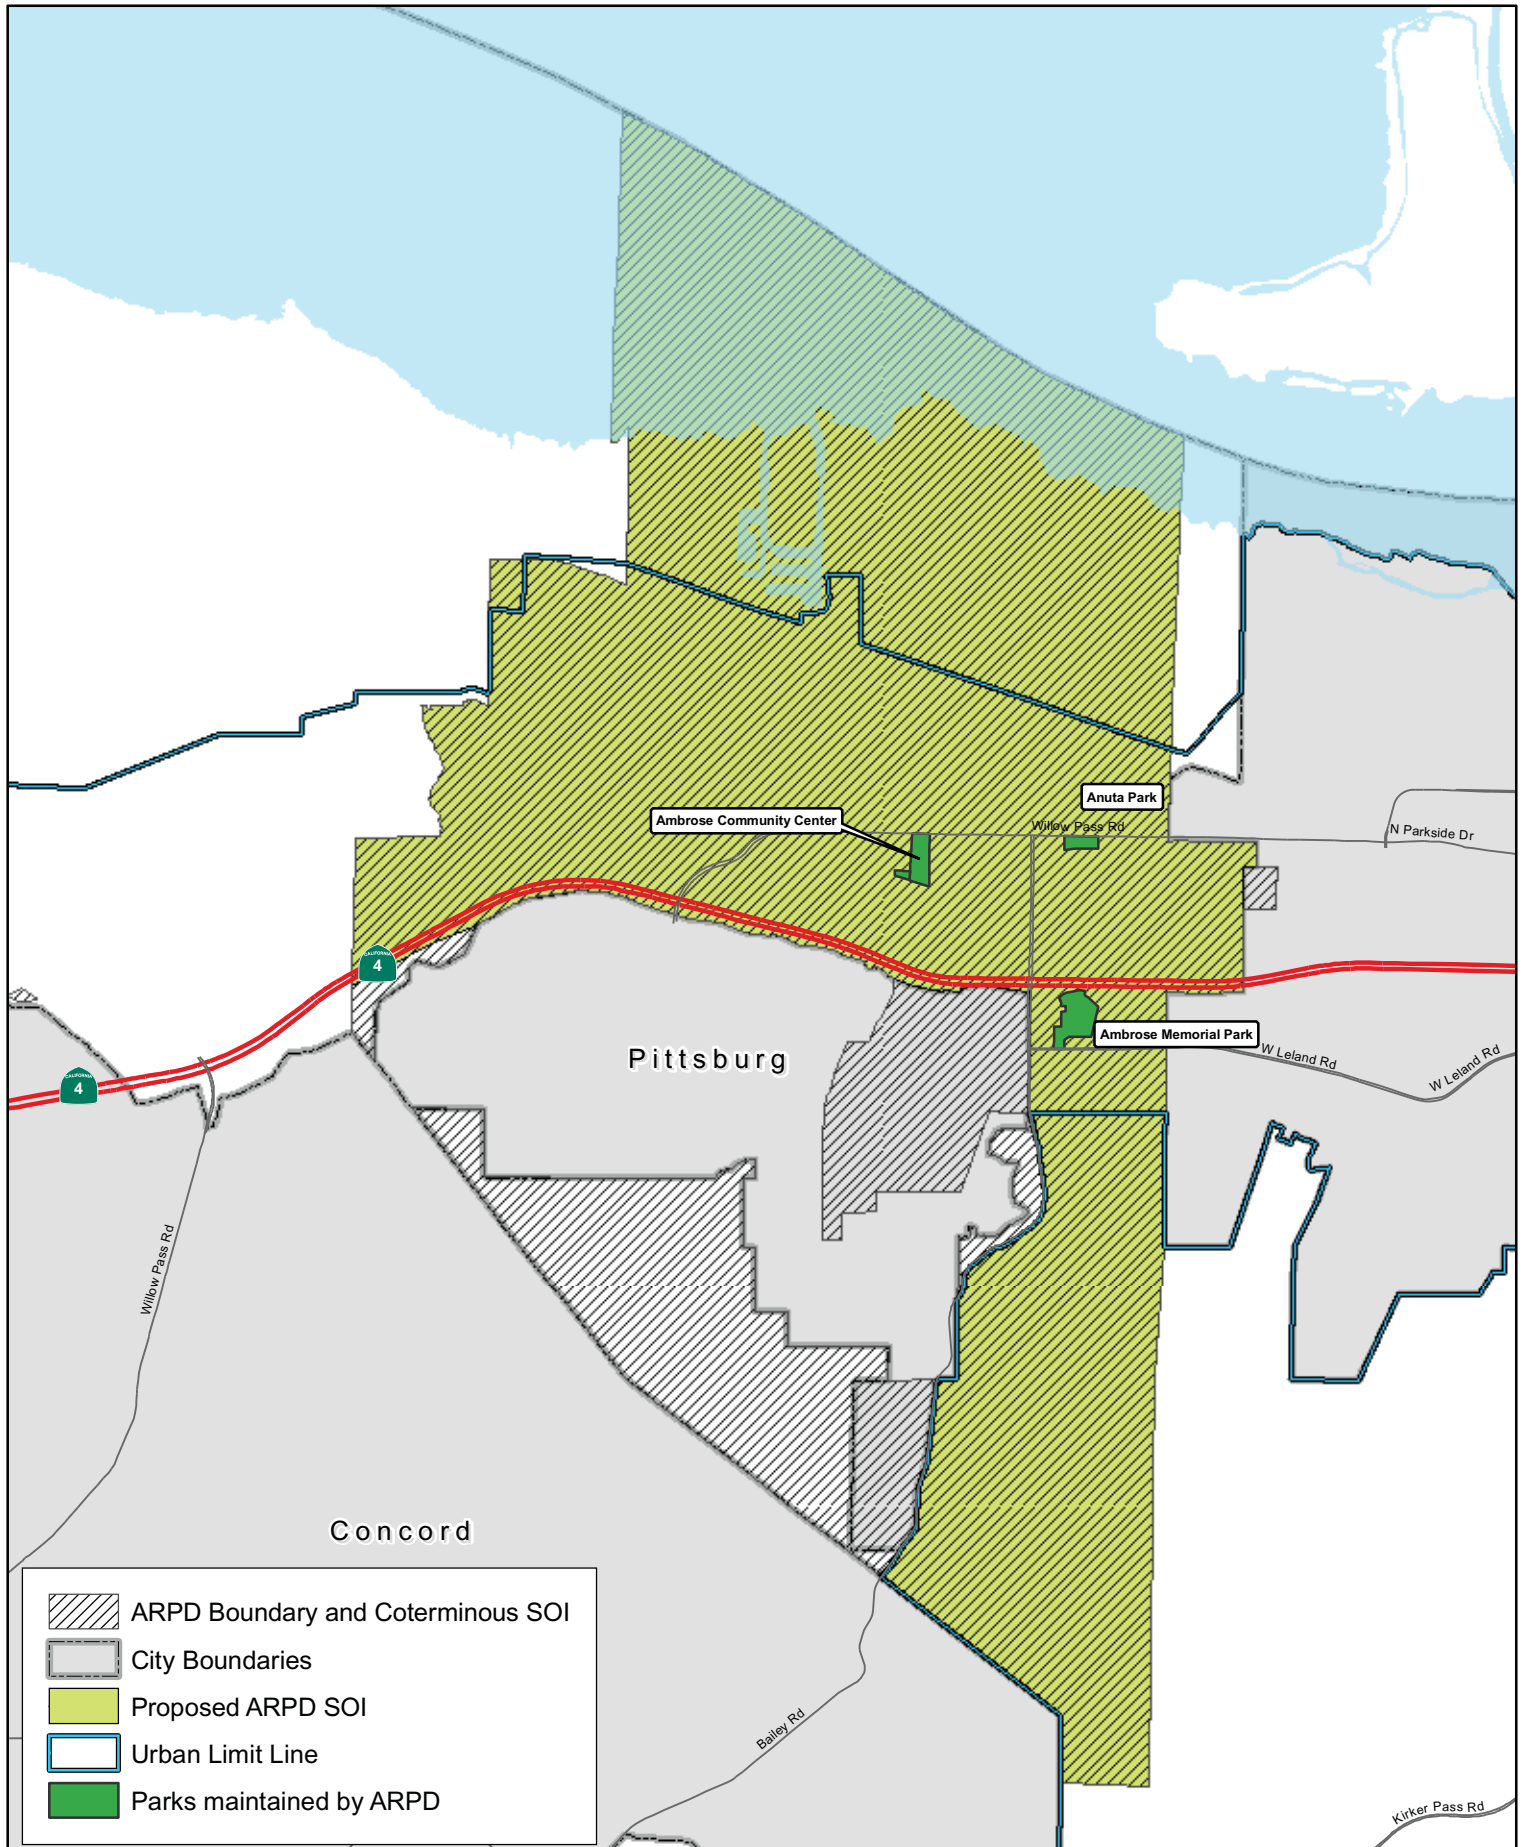 Anuta Park
Ambrose Community Center
Willow Pass Rd
N Parkside Dr
CALIFORNIA
4
Ambrose Memorial Park
W Leland Rd
W Leland Rd
Pittsburg
CALIFORNIA
4
Willow Pass Rd
Concord
Bailey Rd
Kirker Pass Rd
ARPD Boundary and Coterminous SOI
City Boundaries
Proposed ARPD SOI
Urban Limit Line
Parks maintained by ARPD